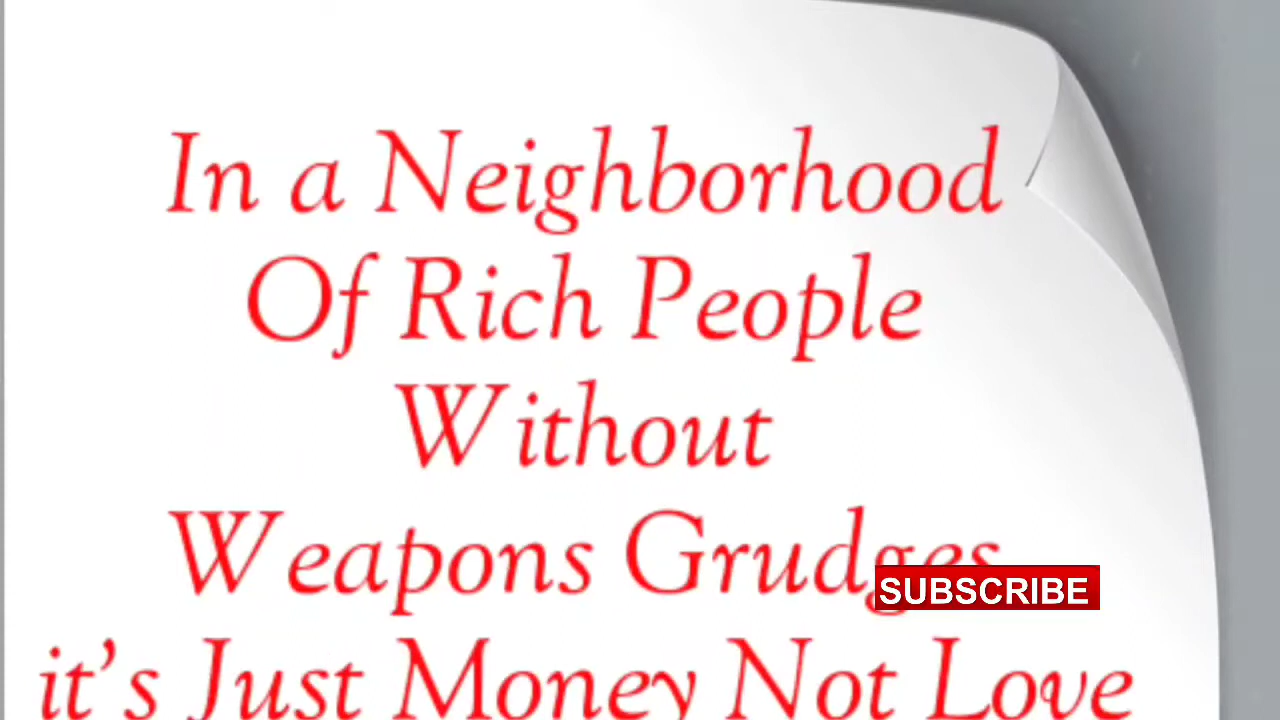 In a Neighborhood
Of Rich People
Without
Weapons Grudges
SUBSCRIBE
it's Just Money Not Love